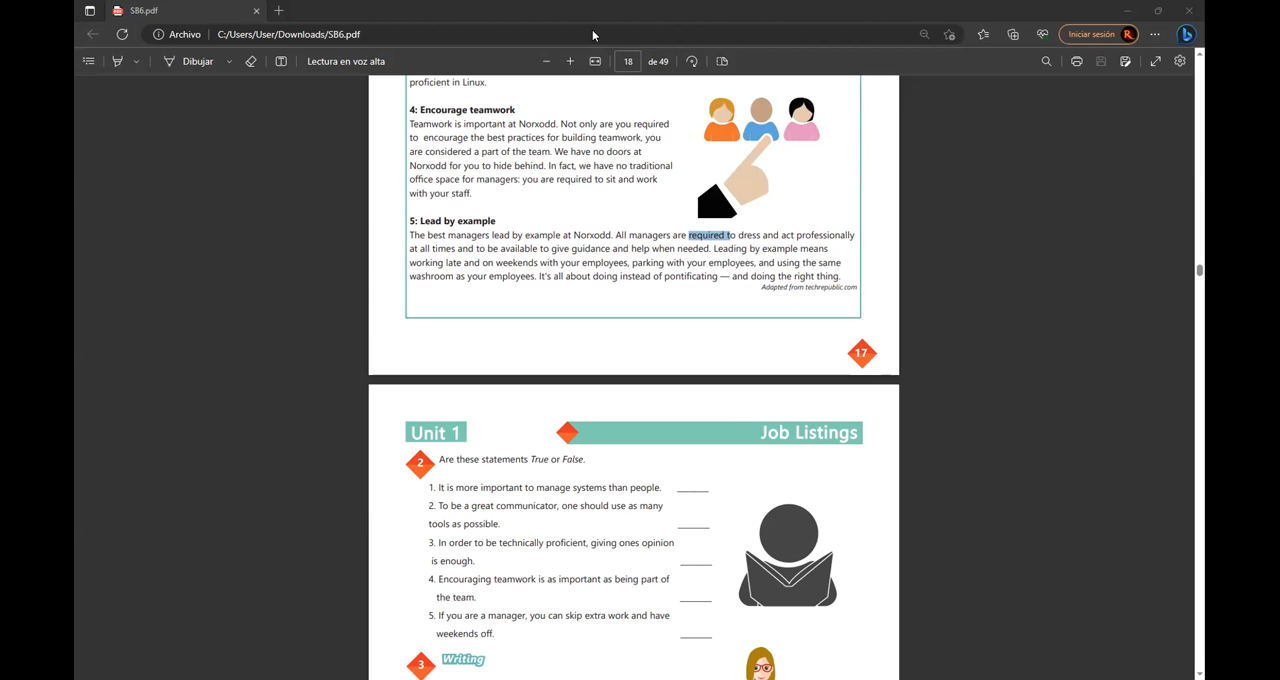 SB6.pdf
Archivo
C:/Users/User/Downloads/SB6.pdf
Iniciar sesión
R
Dibujar
Lectura en voz alta
18
de 49
proficient in Linux.
4: Encourage teamwork
Teamwork is important at Norxodd. Not only are you required
to encourage the best practices for building teamwork, you
are considered a part of the team. We have no doors at
Norxodd for you to hide behind. In fact, we have no traditional
office space for managers: you are required to sit and work
with your staff.
5: Lead by example
The best managers lead by example at Norxodd. All managers are required to dress and act professionally
at all times and to be available to give guidance and help when needed. Leading by example means
working late and on weekends with your employees, parking with your employees, and using the same
washroom as your employees. It's all about doing instead of pontificating — and doing the right thing.
Adapted from techrepublic.com
17
Unit 1
Job Listings
2
Are these statements True or False.
1. It is more important to manage systems than people. ______
2. To be a great communicator, one should use as many
tools as possible. ______
3. In order to be technically proficient, giving ones opinion
is enough. ______
4. Encouraging teamwork is as important as being part of
the team. ______
5. If you are a manager, you can skip extra work and have
weekends off. ______
3
Writing